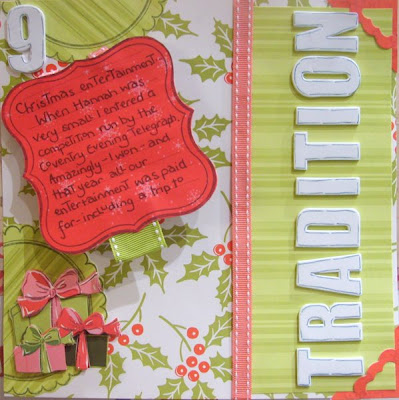 9
Christmas enTerTainmenT
When Hannah was
very small I entered a
competition run by the
Coventry Evening Telegraph.
Amazingly - I won - and
that year all our
enTerTainment was paid
for - including a trip to
TRADITION